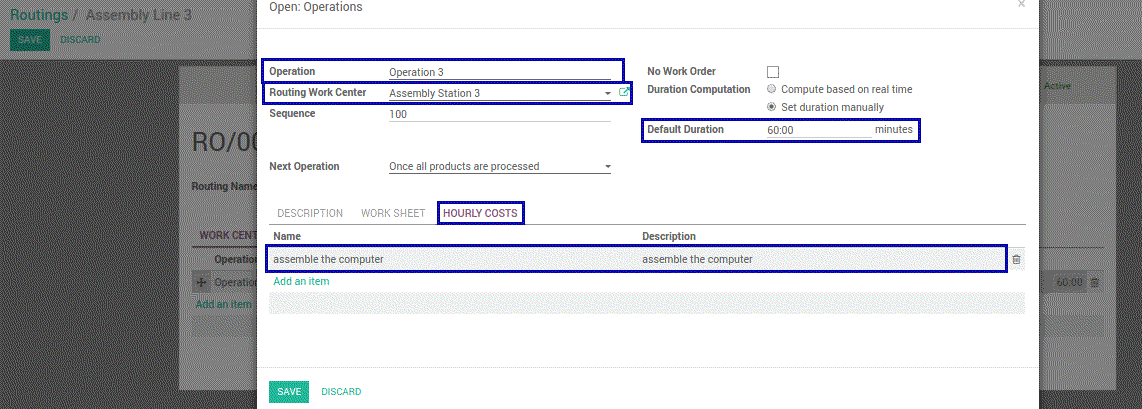 Routings / Assembly Line 3
SAVE DISCARD
Open: Operations
×
Active
RO/00
Routing Name
WORK CENT
Operation
Operation
60:00
Add an item
Operation Operation 3
Routing Work Center Assembly Station 3
Sequence 100
Next Operation Once all products are processed
No Work Order
Duration Computation Compute based on real time
Set duration manually
Default Duration 60:00 minutes
DESCRIPTION WORK SHEET HOURLY COSTS
Name Description
assemble the computer assemble the computer
Add an item
SAVE DISCARD